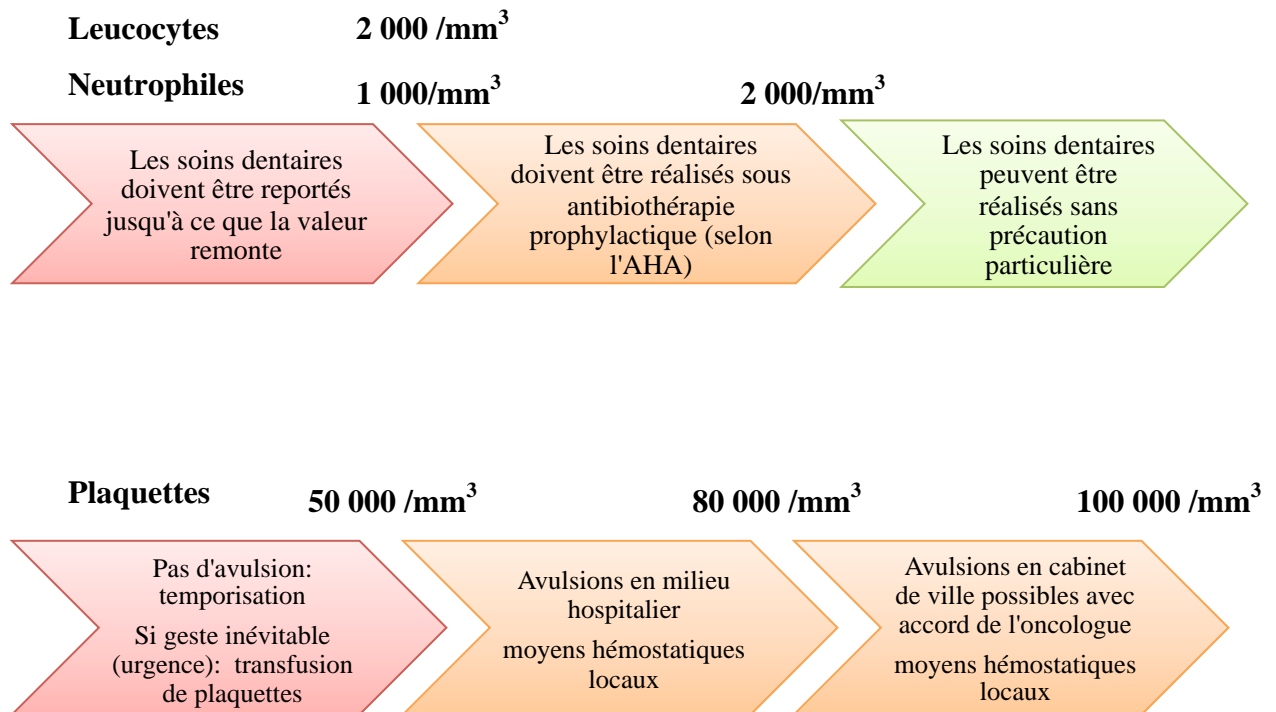 Leucocytes 2 000 /mm³
Neutrophiles 1 000/mm³ 2 000/mm³
Les soins dentaires
doivent être reportés
jusqu'à ce que la valeur
remonte
Les soins dentaires
doivent être réalisés sous
antibiothérapie
prophylactique (selon
l'AHA)
Les soins dentaires
peuvent être
réalisés sans
précaution
particulière
Plaquettes 50 000 /mm³ 80 000 /mm³ 100 000 /mm³
Pas d'avulsion:
temporisation
Si geste inévitable
(urgence): transfusion
de plaquettes
Avulsions en milieu
hospitalier
moyens hémostatiques
locaux
Avulsions en cabinet
de ville possibles avec
accord de l'oncologue
moyens hémostatiques
locaux